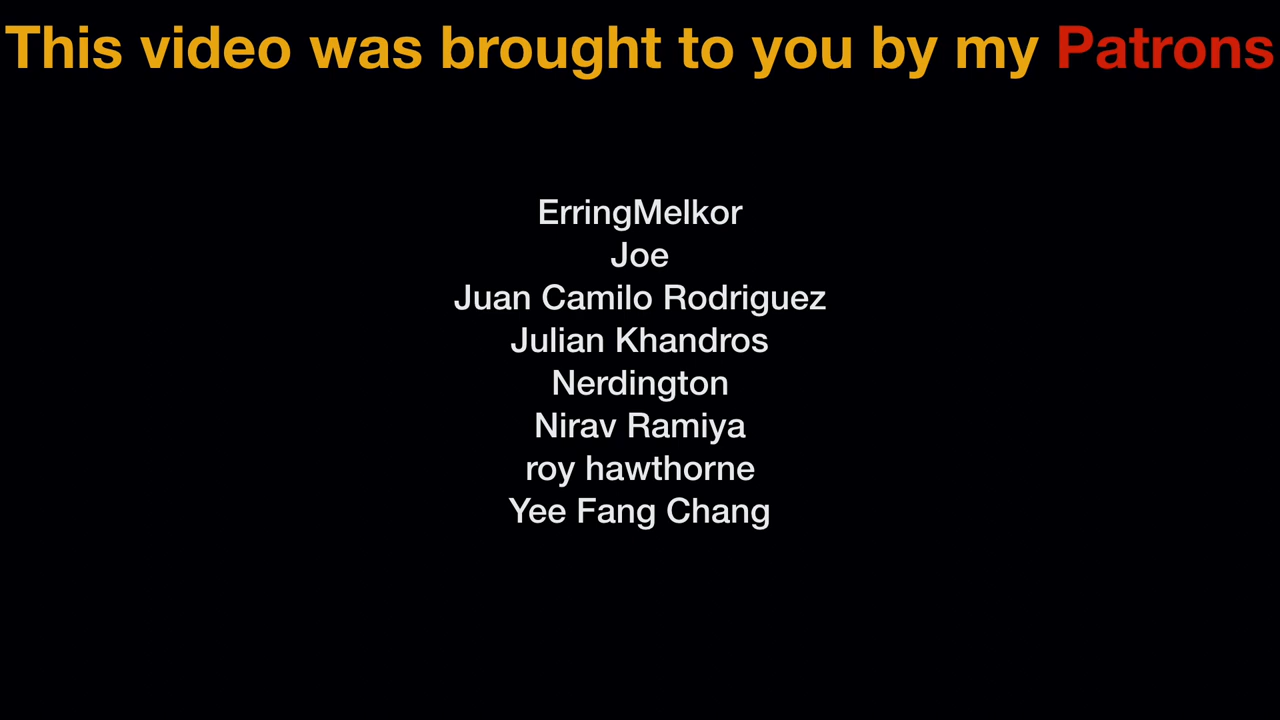 This video was brought to you by my Patrons
ErringMelkor
Joe
Juan Camilo Rodriguez
Julian Khandros
Nerdington
Nirav Ramiya
roy hawthorne
Yee Fang Chang